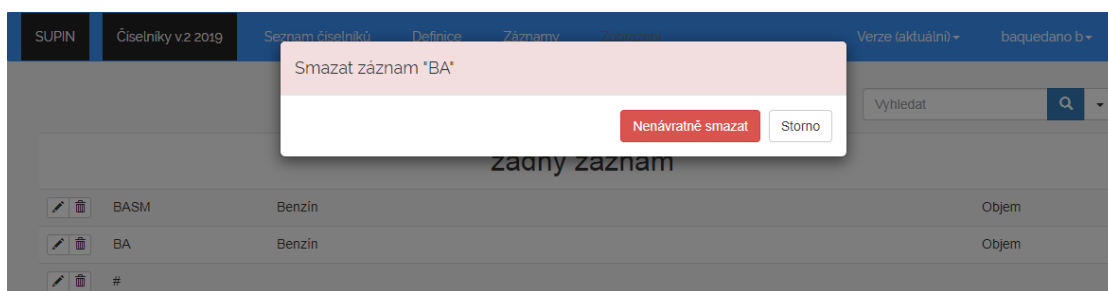 SUPIN Číselníky v.2 2019 Seznam číselníků Definice Záznamy Zobrazení Verze (aktuální) baquedano b
Smazat záznam "BA"
Vyhledat
Nenávratně smazat Storno
žádný záznam
BASM Benzín Objem
BA Benzín Objem
#